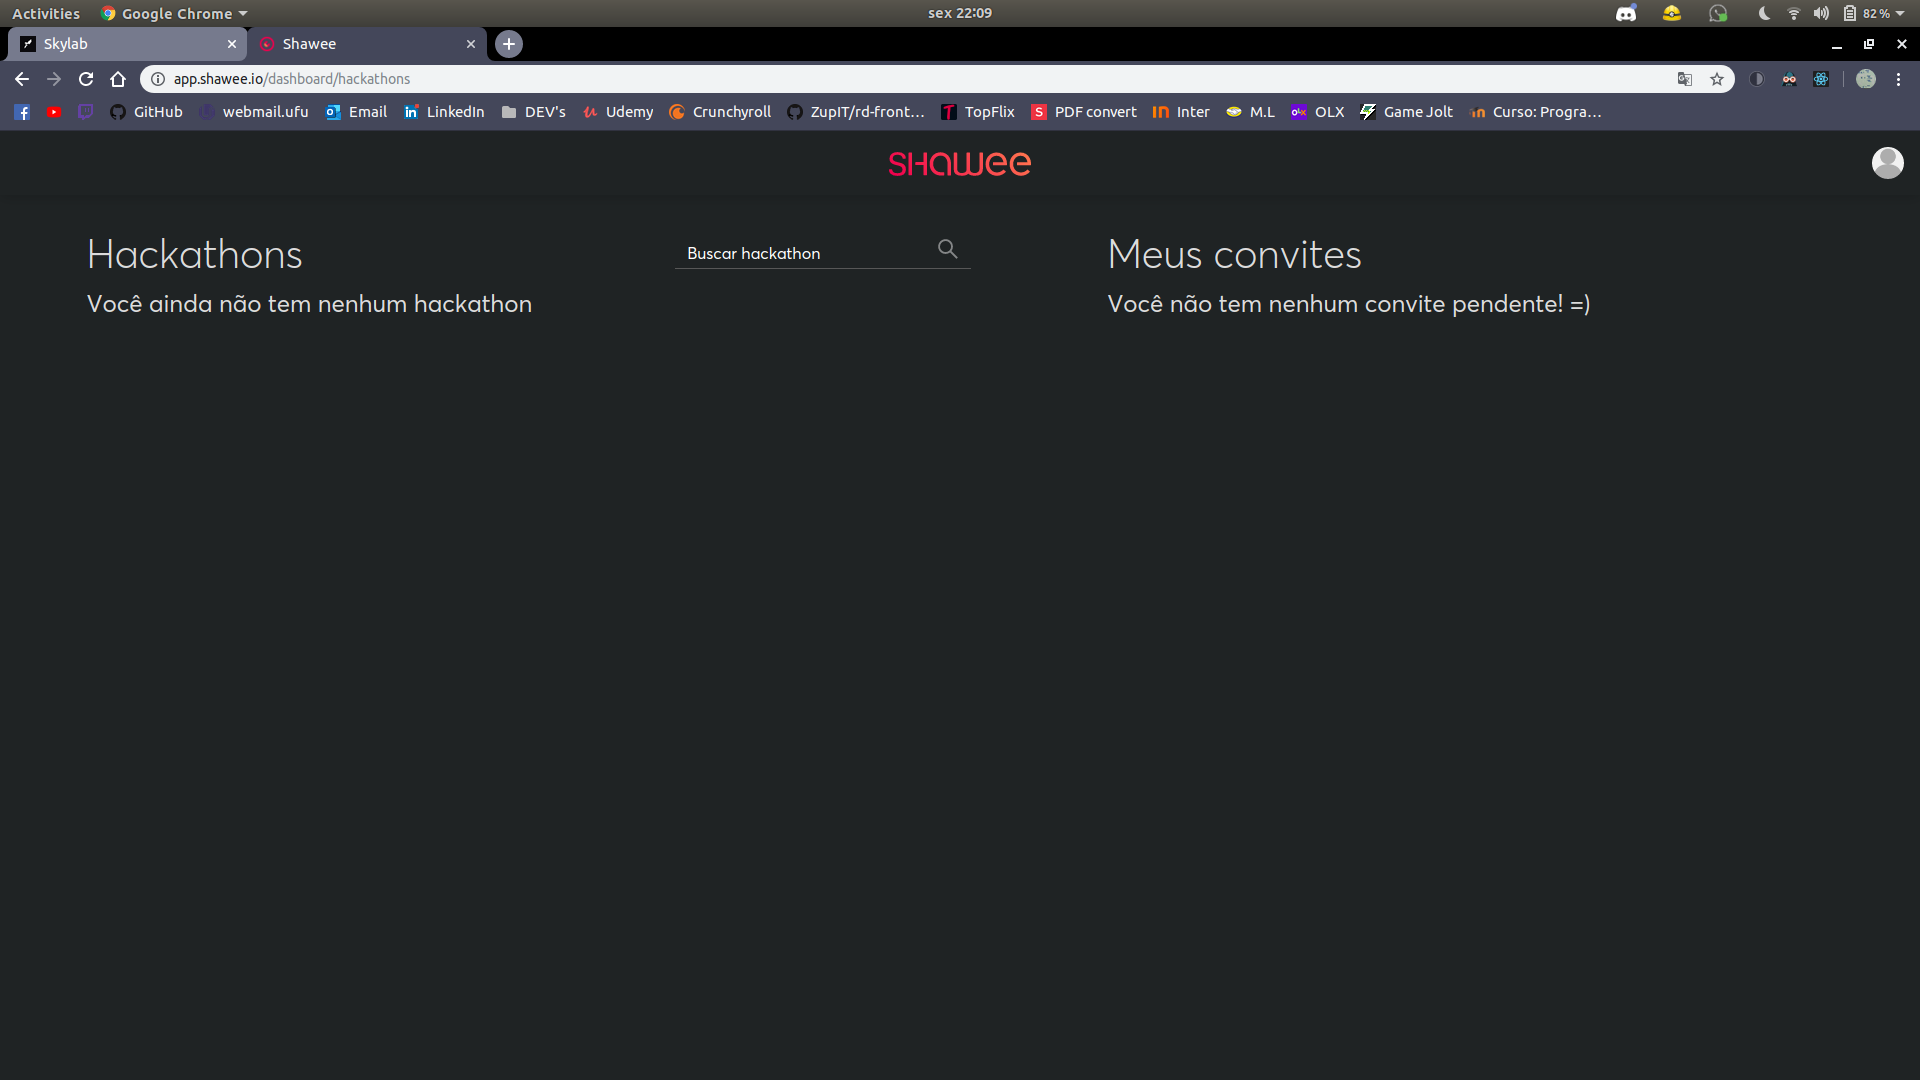 Activities Google Chrome sex 22:09 82 %
Skylab Shawee
app.shawee.io/dashboard/hackathons
GitHub webmail.ufu Email LinkedIn DEV's Udemy Crunchyroll ZupIT/rd-front... TopFlix PDF convert Inter M.L OLX Game Jolt Curso: Progra...
SHAWEE
Hackathons Buscar hackathon Meus convites
Você ainda não tem nenhum hackathon Você não tem nenhum convite pendente! =)